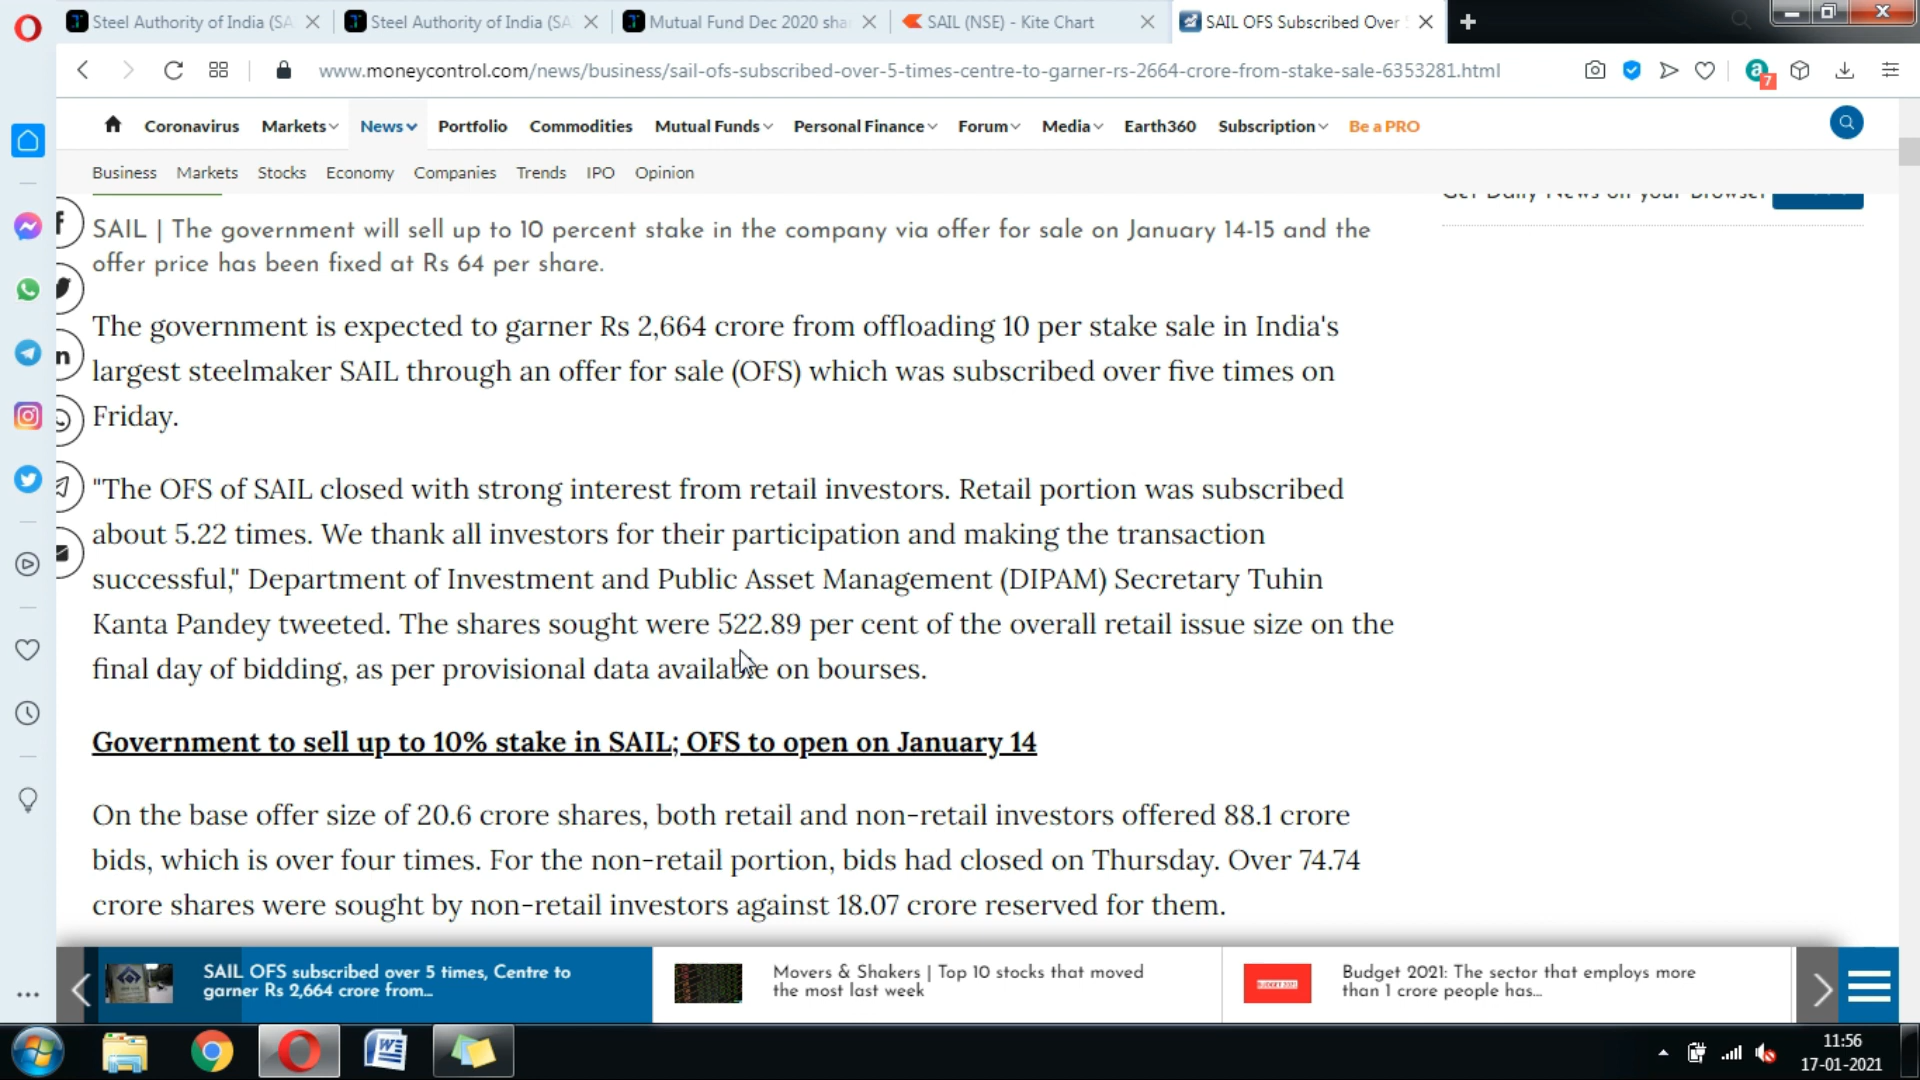 Steel Authority of India (SA
Steel Authority of India (SA
Mutual Fund Dec 2020 sha
SAIL (NSE) - Kite Chart
SAIL OFS Subscribed Over
www.moneycontrol.com/news/business/sail-ofs-subscribed-over-5-times-centre-to-garner-rs-2664-crore-from-stake-sale-6353281.html
7
Coronavirus Markets News Portfolio Commodities Mutual Funds Personal Finance Forum Media Earth360 Subscription Be a PRO
Business Markets Stocks Economy Companies Trends IPO Opinion
Get Daily News on your Browser
SAIL | The government will sell up to 10 percent stake in the company via offer for sale on January 14-15 and the
offer price has been fixed at Rs 64 per share.
The government is expected to garner Rs 2,664 crore from offloading 10 per stake sale in India's
largest steelmaker SAIL through an offer for sale (OFS) which was subscribed over five times on
Friday.
"The OFS of SAIL closed with strong interest from retail investors. Retail portion was subscribed
about 5.22 times. We thank all investors for their participation and making the transaction
successful," Department of Investment and Public Asset Management (DIPAM) Secretary Tuhin
Kanta Pandey tweeted. The shares sought were 522.89 per cent of the overall retail issue size on the
final day of bidding, as per provisional data available on bourses.
Government to sell up to 10% stake in SAIL; OFS to open on January 14
On the base offer size of 20.6 crore shares, both retail and non-retail investors offered 88.1 crore
bids, which is over four times. For the non-retail portion, bids had closed on Thursday. Over 74.74
crore shares were sought by non-retail investors against 18.07 crore reserved for them.
SAIL OFS subscribed over 5 times, Centre to
garner Rs 2,664 crore from...
Movers & Shakers | Top 10 stocks that moved
the most last week
Budget 2021: The sector that employs more
than 1 crore people has...
11:56
17-01-2021